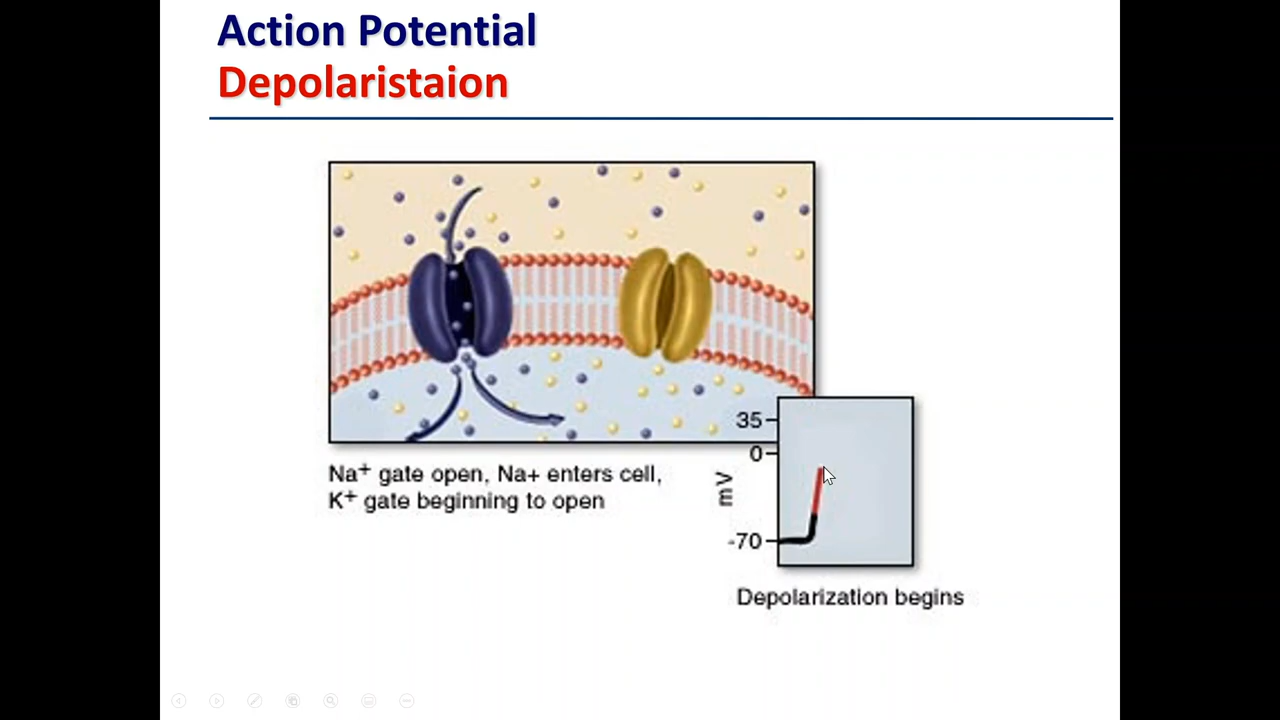 Action Potential
Depolaristaion
Na+ gate open, Na+ enters cell,
K+ gate beginning to open
35
0
mV
-70
Depolarization begins